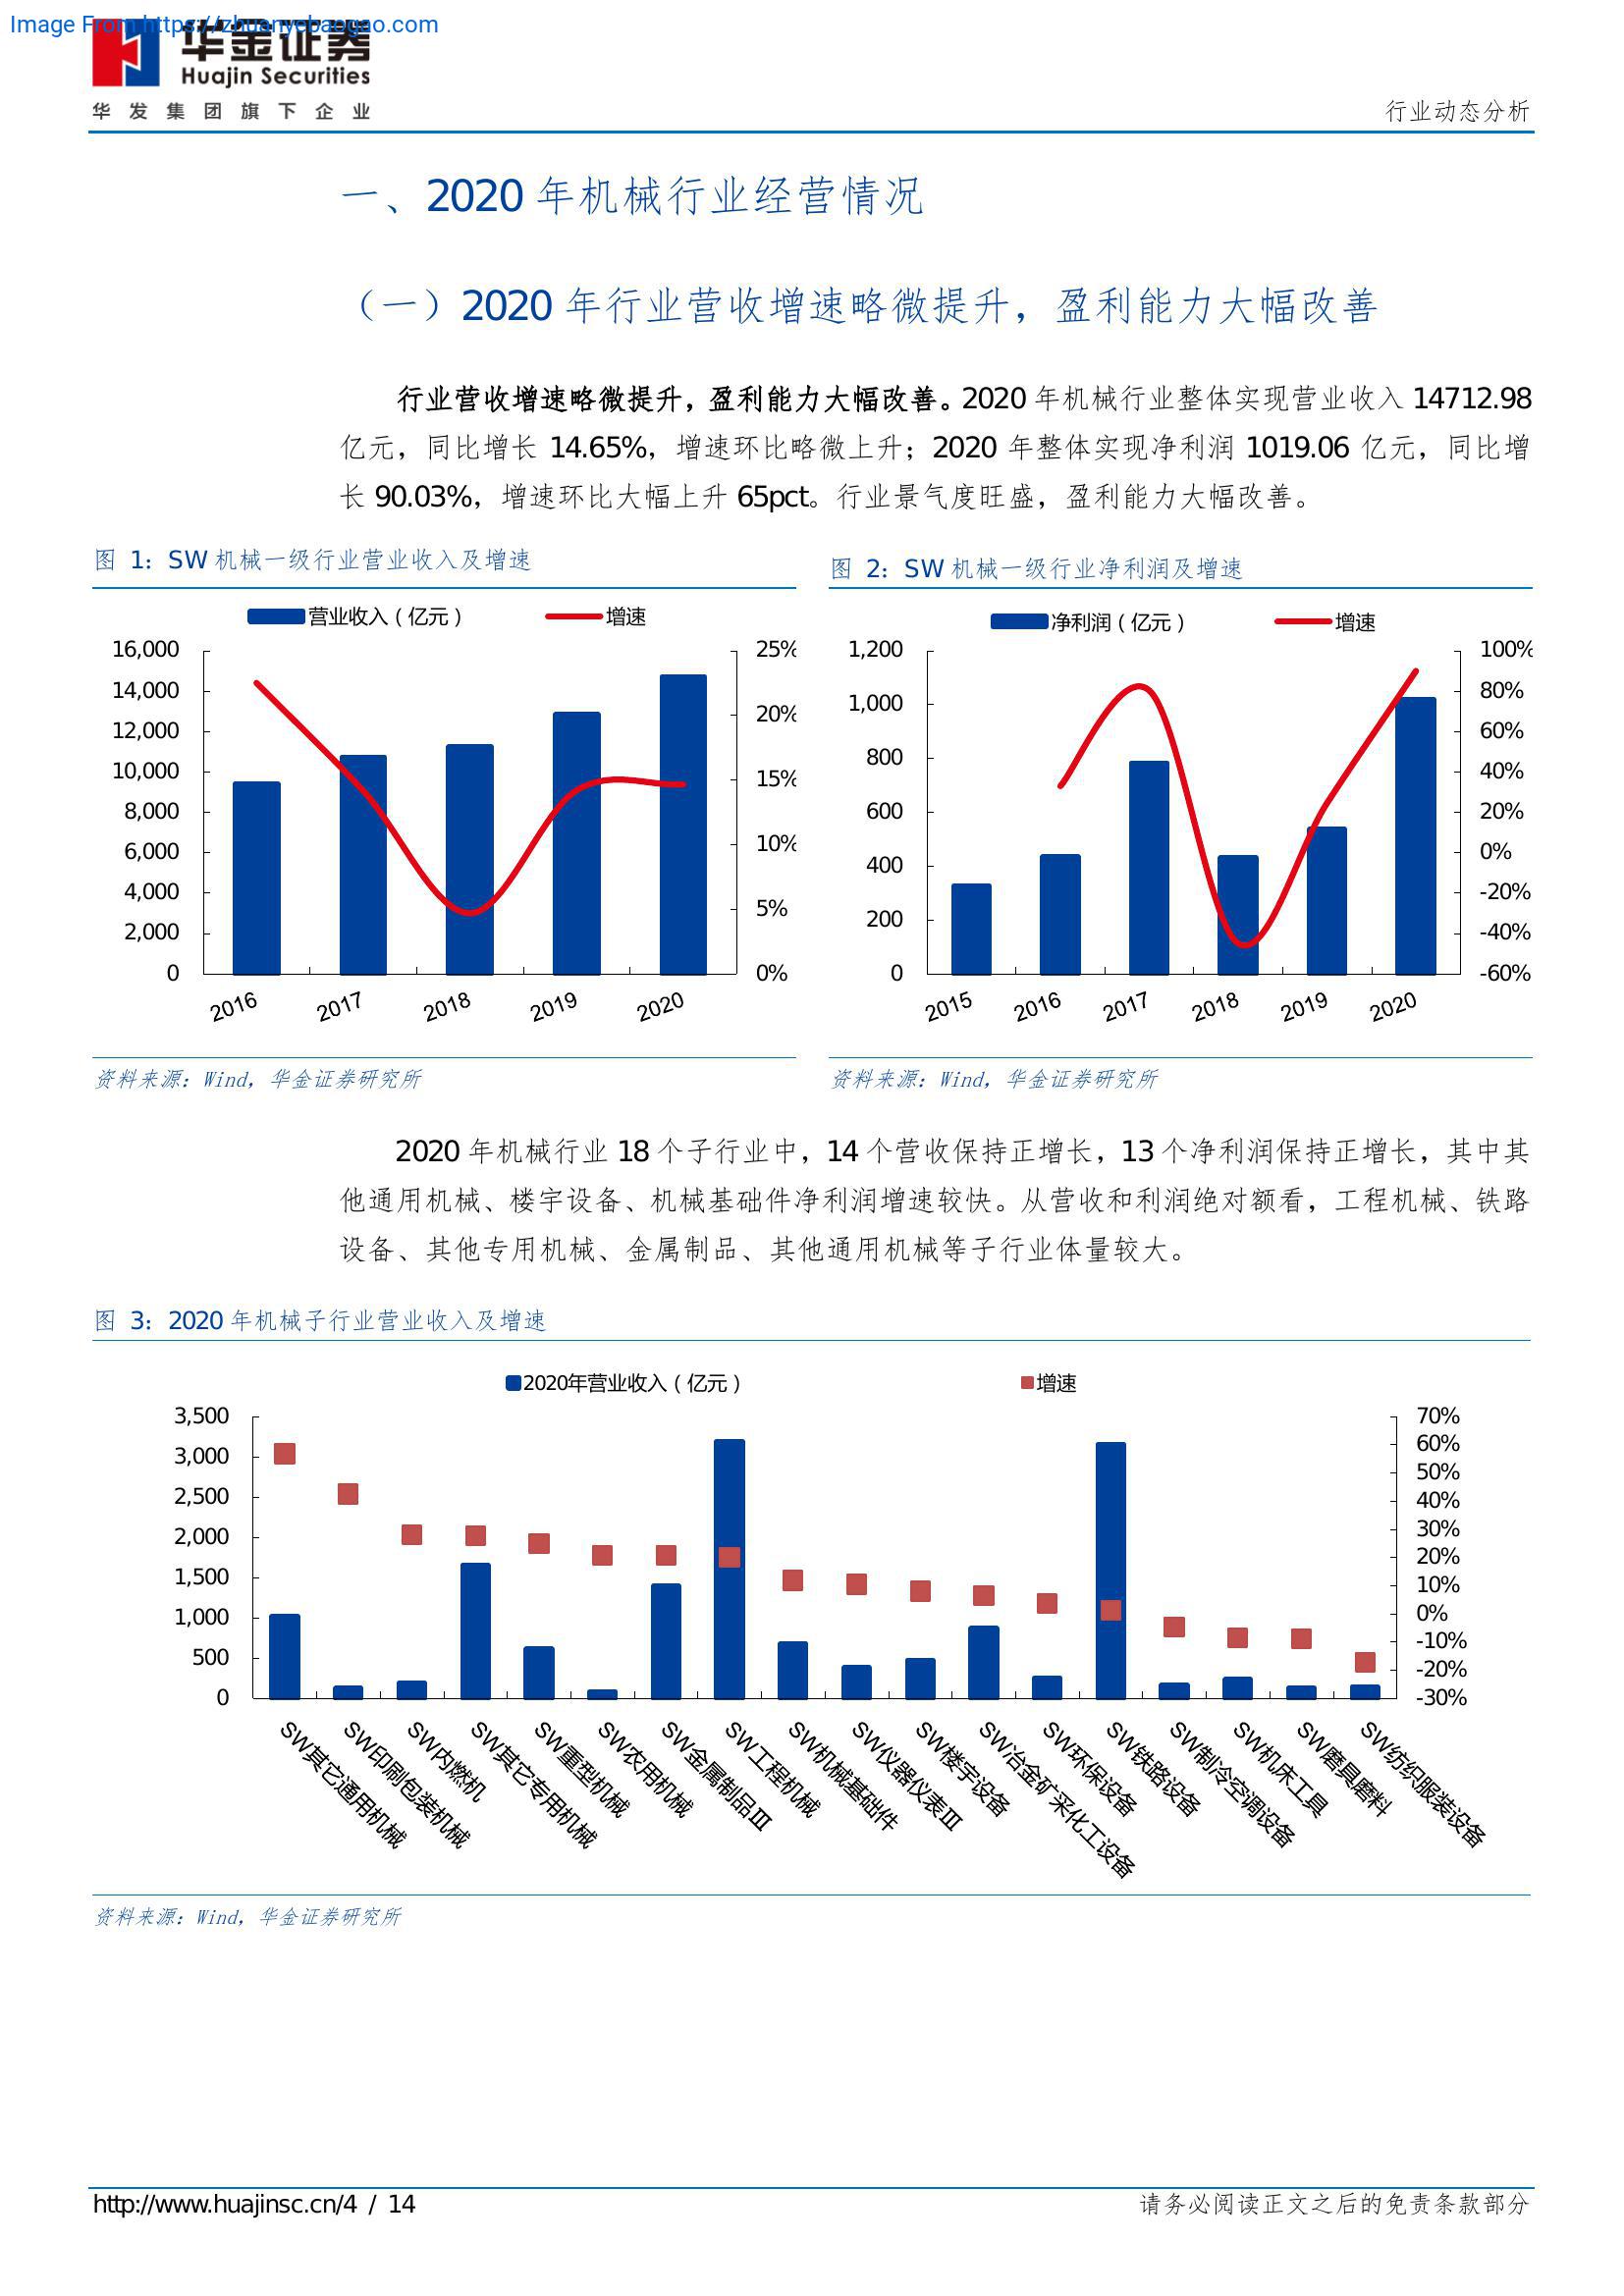 Image From https://zhuanyebaogao.com
华金证券
Huajin Securities
华发集团旗下企业
行业动态分析
一、2020 年机械行业经营情况
（一）2020 年行业营收增速略微提升，盈利能力大幅改善
行业营收增速略微提升，盈利能力大幅改善。2020 年机械行业整体实现营业收入 14712.98
亿元，同比增长 14.65%，增速环比略微上升；2020 年整体实现净利润 1019.06 亿元，同比增
长 90.03%，增速环比大幅上升 65pct。行业景气度旺盛，盈利能力大幅改善。
图 1：SW 机械一级行业营业收入及增速
营业收入（亿元） 增速
16,000
14,000
12,000
10,000
8,000
6,000
4,000
2,000
0
25%
20%
15%
10%
5%
0%
2016 2017 2018 2019 2020
资料来源：Wind，华金证券研究所
图 2：SW 机械一级行业净利润及增速
净利润（亿元） 增速
1,200
1,000
800
600
400
200
0
100%
80%
60%
40%
20%
0%
-20%
-40%
-60%
2015 2016 2017 2018 2019 2020
资料来源：Wind，华金证券研究所
2020 年机械行业 18 个子行业中，14 个营收保持正增长，13 个净利润保持正增长，其中其
他通用机械、楼宇设备、机械基础件净利润增速较快。从营收和利润绝对额看，工程机械、铁路
设备、其他专用机械、金属制品、其他通用机械等子行业体量较大。
图 3：2020 年机械子行业营业收入及增速
2020年营业收入（亿元） 增速
3,500
3,000
2,500
2,000
1,500
1,000
500
0
70%
60%
50%
40%
30%
20%
10%
0%
-10%
-20%
-30%
SW其它通用机械
SW印刷包装机械
SW内燃机
SW其它专用机械
SW重型机械
SW农用机械
SW金属制品Ⅲ
SW工程机械
SW机械基础件
SW仪器仪表Ⅲ
SW楼宇设备
SW冶金矿采化工设备
SW环保设备
SW铁路设备
SW制冷空调设备
SW机床工具
SW磨具磨料
SW纺织服装设备
资料来源：Wind，华金证券研究所
http://www.huajinsc.cn/4 / 14
请务必阅读正文之后的免责条款部分